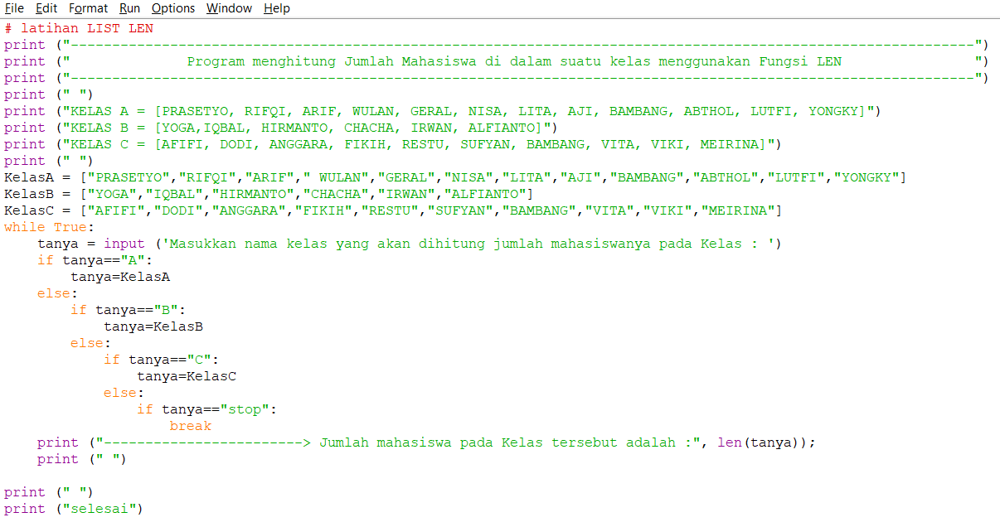 File Edit Format Run Options Window Help
# latihan LIST LEN
print ("-------------------------------------------------------------------------------------------------------------")
print ("              Program menghitung Jumlah Mahasiswa di dalam suatu kelas menggunakan Fungsi LEN                ")
print ("-------------------------------------------------------------------------------------------------------------")
print (" ")
print ("KELAS A = [PRASETYO, RIFQI, ARIF, WULAN, GERAL, NISA, LITA, AJI, BAMBANG, ABTHOL, LUTFI, YONGKY]")
print ("KELAS B = [YOGA,IQBAL, HIRMANTO, CHACHA, IRWAN, ALFIANTO]")
print ("KELAS C = [AFIFI, DODI, ANGGARA, FIKIH, RESTU, SUFYAN, BAMBANG, VITA, VIKI, MEIRINA]")
print (" ")
KelasA = ["PRASETYO","RIFQI","ARIF"," WULAN","GERAL","NISA","LITA","AJI","BAMBANG","ABTHOL","LUTFI","YONGKY"]
KelasB = ["YOGA","IQBAL","HIRMANTO","CHACHA","IRWAN","ALFIANTO"]
KelasC = ["AFIFI","DODI","ANGGARA","FIKIH","RESTU","SUFYAN","BAMBANG","VITA","VIKI","MEIRINA"]
while True:
    tanya = input ('Masukkan nama kelas yang akan dihitung jumlah mahasiswanya pada Kelas : ')
    if tanya=="A":
        tanya=KelasA
    else:
        if tanya=="B":
            tanya=KelasB
        else:
            if tanya=="C":
                tanya=KelasC
            else:
                if tanya=="stop":
                    break
    print ("------------------------> Jumlah mahasiswa pada Kelas tersebut adalah :", len(tanya));
    print (" ")
print (" ")
print ("selesai")